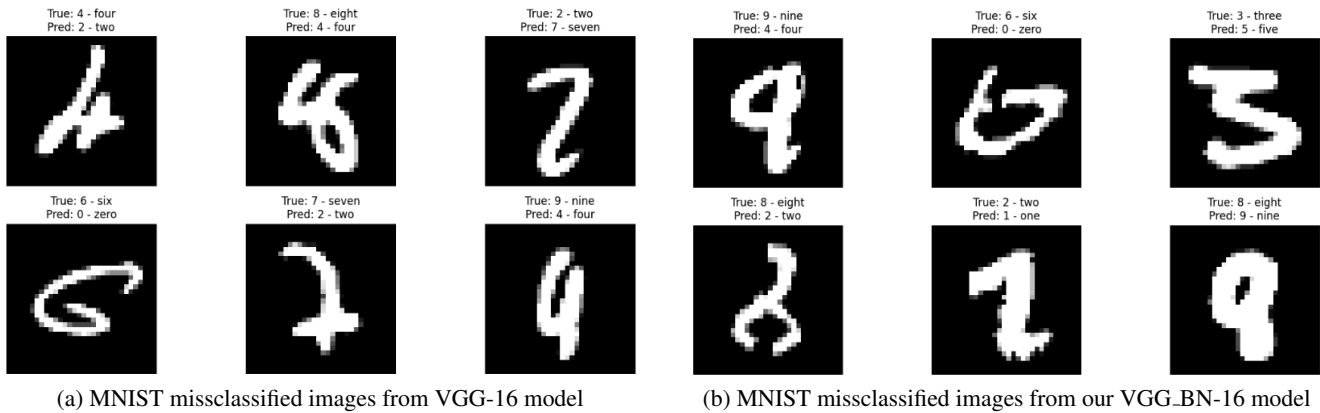 True: 4 - four
Pred: 2 - two
True: 8 - eight
Pred: 4 - four
True: 2 - two
Pred: 7 - seven
True: 6 - six
Pred: 0 - zero
True: 7 - seven
Pred: 2 - two
True: 9 - nine
Pred: 4 - four
(a) MNIST missclassified images from VGG-16 model
True: 9 - nine
Pred: 4 - four
True: 6 - six
Pred: 0 - zero
True: 3 - three
Pred: 5 - five
True: 8 - eight
Pred: 2 - two
True: 2 - two
Pred: 1 - one
True: 8 - eight
Pred: 9 - nine
(b) MNIST missclassified images from our VGG_BN-16 model